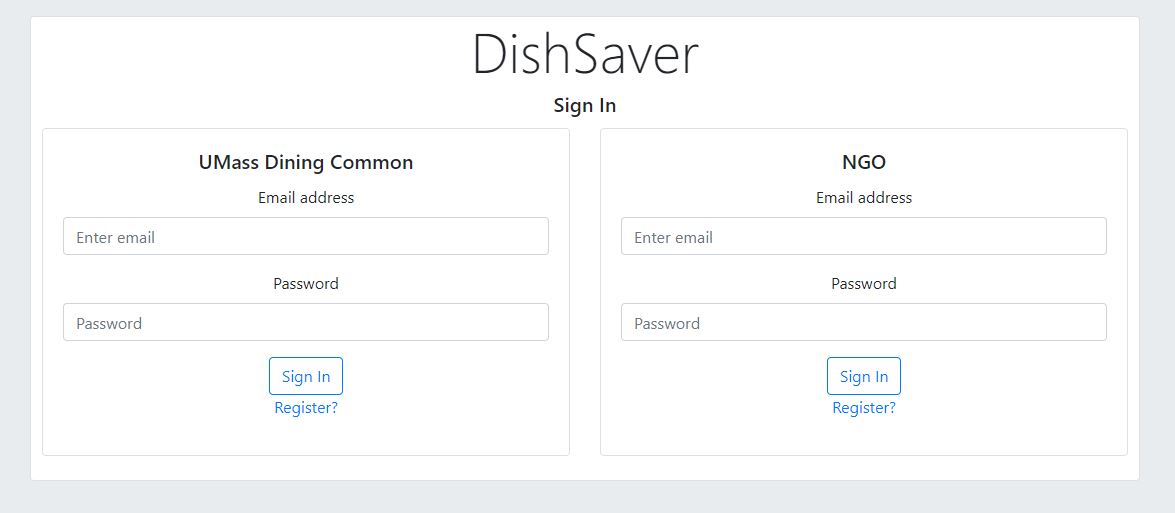 DishSaver
Sign In
UMass Dining Common
Email address
Enter email
Password
Password
Sign In
Register?
NGO
Email address
Enter email
Password
Password
Sign In
Register?